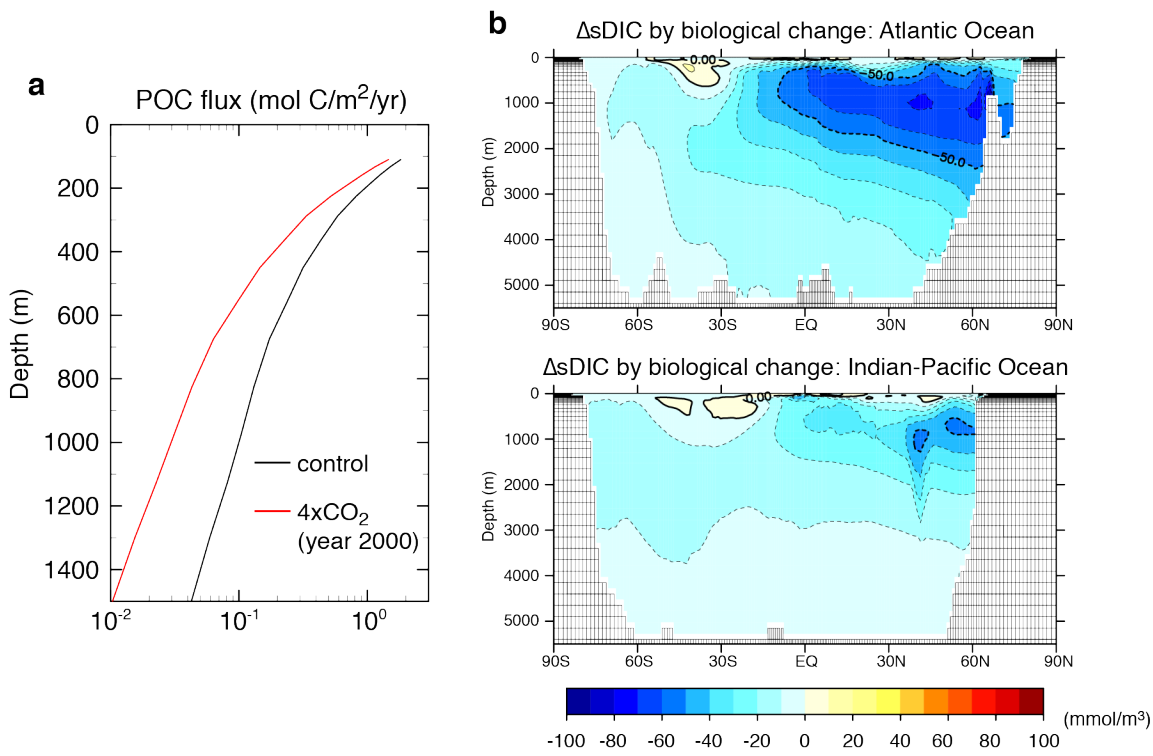 a
POC flux (mol C/m²/yr)
0
200
400
600
800
1000
1200
1400
Depth (m)
control
4xCO₂
(year 2000)
10⁻²
10⁻¹
10⁰
b
ΔsDIC by biological change: Atlantic Ocean
0
1000
2000
3000
4000
5000
Depth (m)
0.00
50.0
50.0
90S
60S
30S
EQ
30N
60N
90N
ΔsDIC by biological change: Indian-Pacific Ocean
0
1000
2000
3000
4000
5000
Depth (m)
0.00
90S
60S
30S
EQ
30N
60N
90N
-100
-80
-60
-40
-20
0
20
40
60
80
100
(mmol/m³)